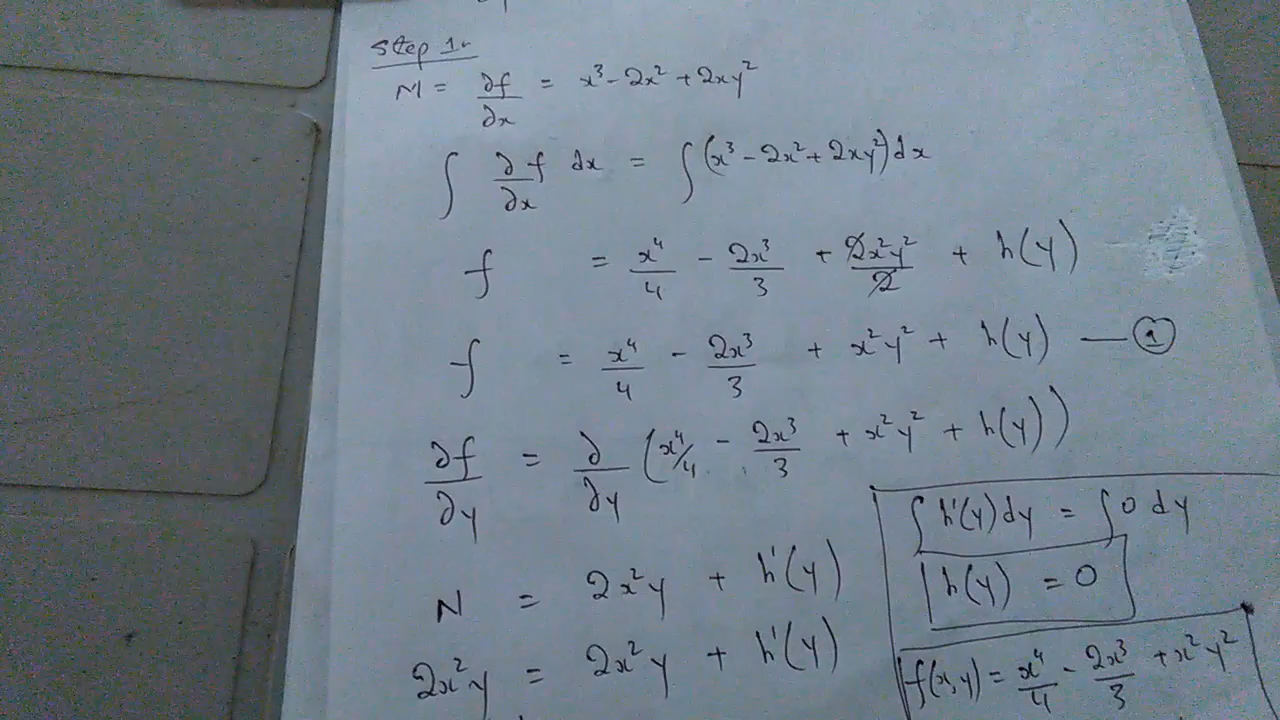 Step 1:
M = ∂f/∂x = x³ - 2x² + 2xy²
∫ ∂f/∂x dx = ∫(x³ - 2x² + 2xy²)dx
f = x⁴/4 - 2x³/3 + 2x²y²/2 + h(y)
f = x⁴/4 - 2x³/3 + x²y² + h(y) — ①
∂f/∂y = ∂/∂y (x⁴/4 - 2x³/3 + x²y² + h(y))
N = 2x²y + h'(y)
2x²y = 2x²y + h'(y)
∫ h'(y)dy = ∫0 dy
h(y) = 0
f(x,y) = x⁴/4 - 2x³/3 + x²y²